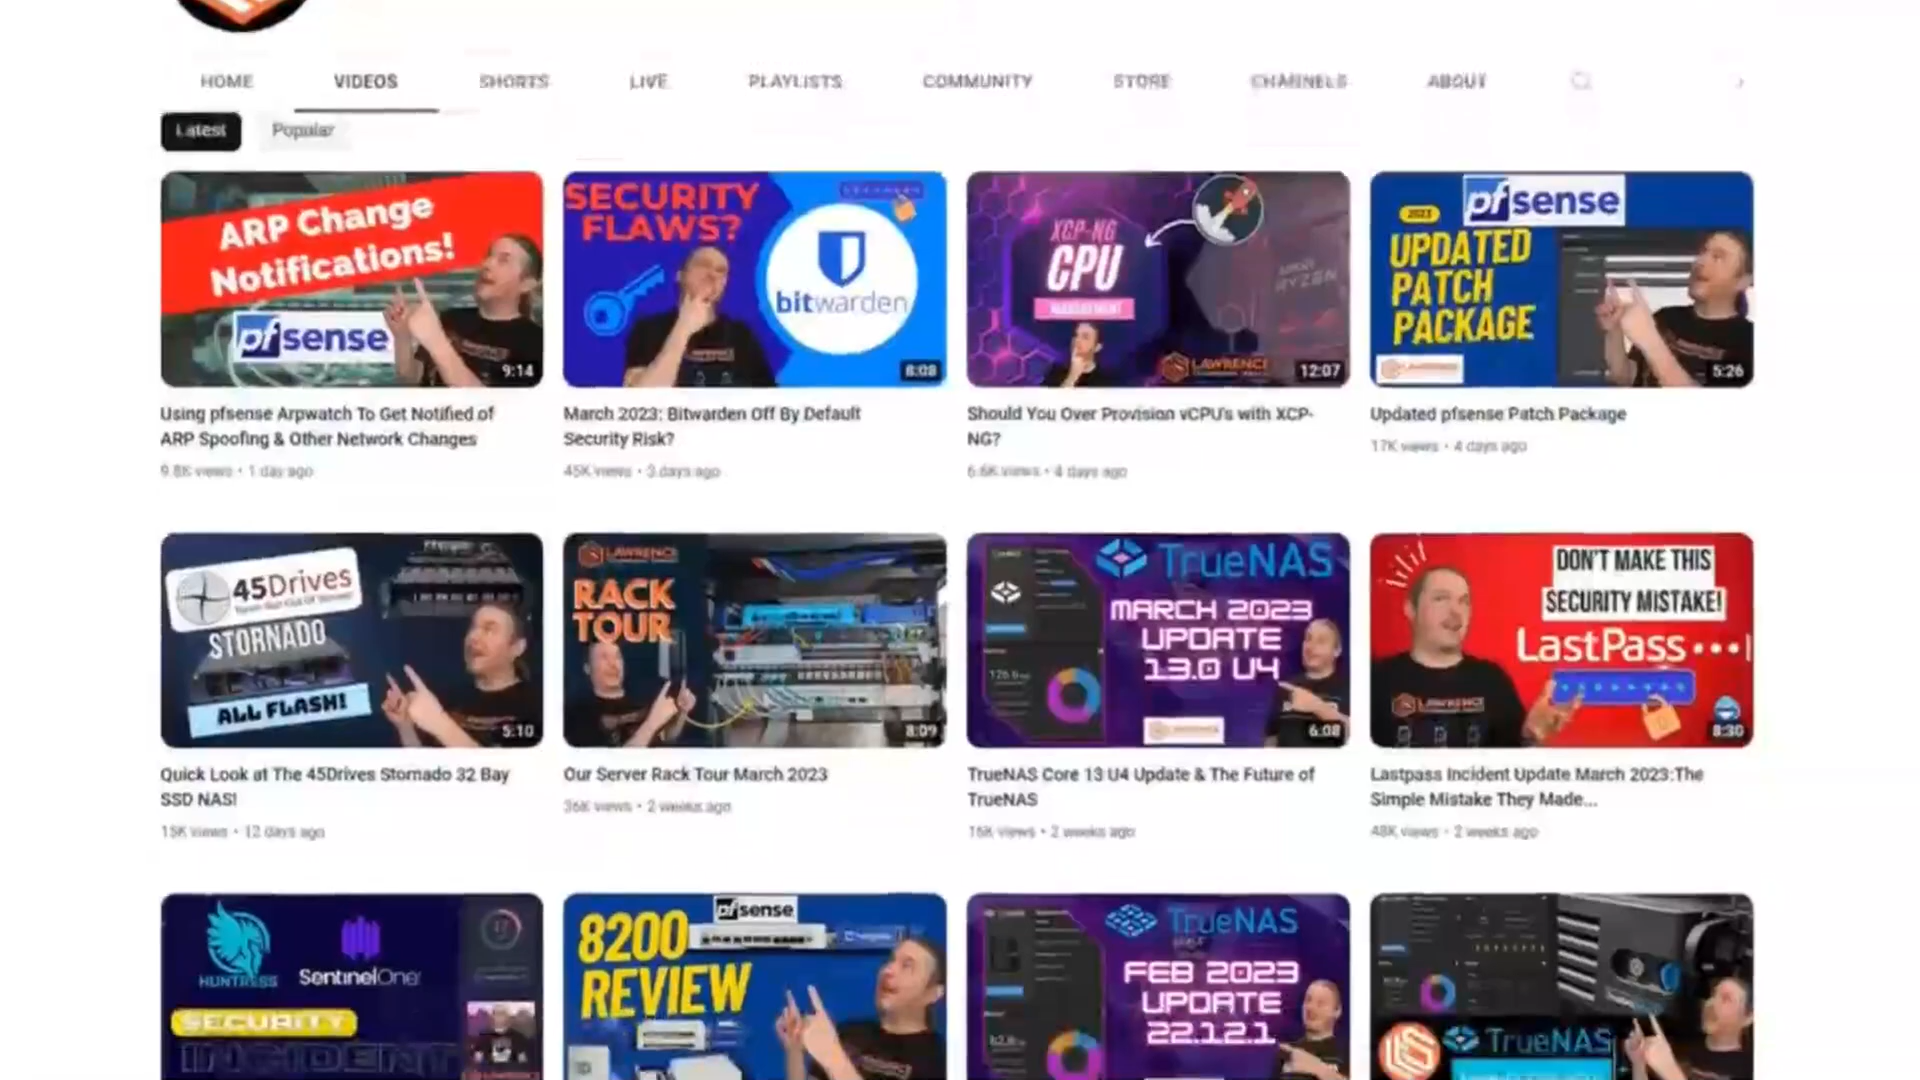 HOME VIDEOS SHORTS LIVE PLAYLISTS COMMUNITY STORE CHANNELS ABOUT
Latest Popular
ARP Change
Notifications!
pfsense
9:14
SECURITY
FLAWS?
bitwarden
8:08
XCP-NG
CPU
MANAGEMENT
RYZEN
LAWRENCE
12:07
pfsense
2023
UPDATED
PATCH
PACKAGE
5:26
Using pfsense Arpwatch To Get Notified of
ARP Spoofing & Other Network Changes
9.8K views • 1 day ago
March 2023: Bitwarden Off By Default
Security Risk?
45K views • 3 days ago
Should You Over Provision vCPU's with XCP-
NG?
6.6K views • 4 days ago
Updated pfsense Patch Package
17K views • 4 days ago
45Drives
STORNADO
ALL FLASH!
5:10
LAWRENCE
RACK
TOUR
8:09
TrueNAS
MARCH 2023
UPDATE
13.0 U4
6:08
DON'T MAKE THIS
SECURITY MISTAKE!
LastPass
LAWRENCE
8:30
Quick Look at The 45Drives Stornado 32 Bay
SSD NAS!
15K views • 12 days ago
Our Server Rack Tour March 2023
36K views • 2 weeks ago
TrueNAS Core 13 U4 Update & The Future of
TrueNAS
16K views • 2 weeks ago
Lastpass Incident Update March 2023:The
Simple Mistake They Made...
48K views • 2 weeks ago
HUNTRESS
SentinelOne
SECURITY
INCIDENT
pfsense
8200
REVIEW
TrueNAS
FEB 2023
UPDATE
22.12.1
TrueNAS